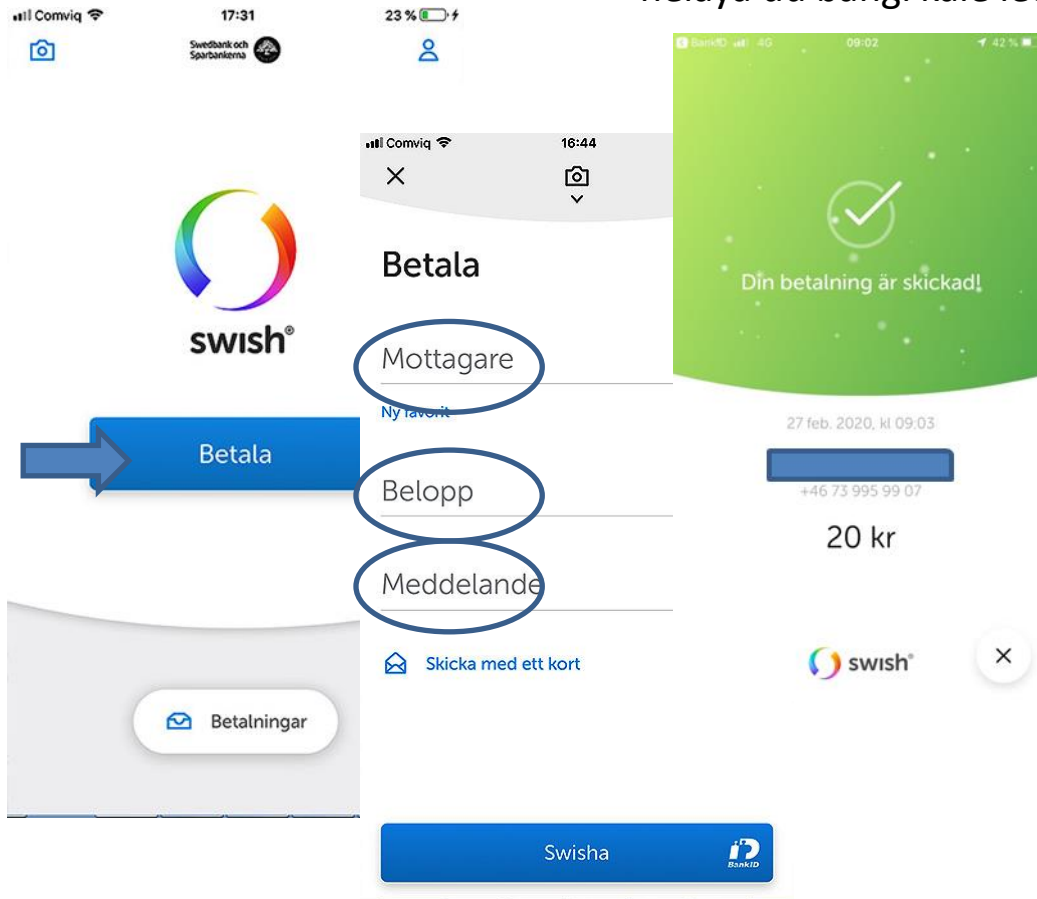 Comviq 17:31 23 %
Swedbank och
Sparbankerna
swish®
Betala
Betalningar
Comviq 16:44
Betala
Mottagare
Ny favorit
Belopp
Meddelande
Skicka med ett kort
Swisha
BankID
BankID 4G 09:02 42 %
Din betalning är skickad!
27 feb. 2020, kl 09:03
+46 73 995 99 07
20 kr
swish®